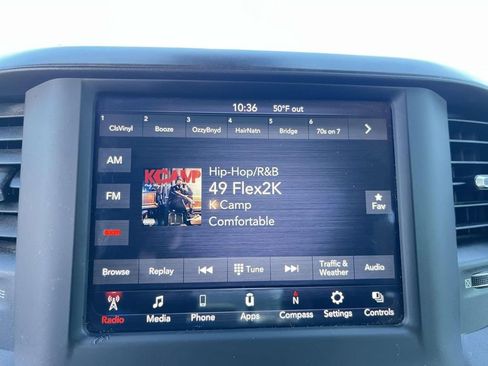 10:36 50°F out
1 2 3 4 5 6
ClsVinyl Booze OzzyBnyd HairNatn Bridge 70s on 7
AM
FM
KCAMP
Hip-Hop/R&B
49 Flex2K
K Camp
Comfortable
Fav
Browse Replay Tune Traffic & Weather Audio
N
Radio Media Phone Apps Compass Settings Controls